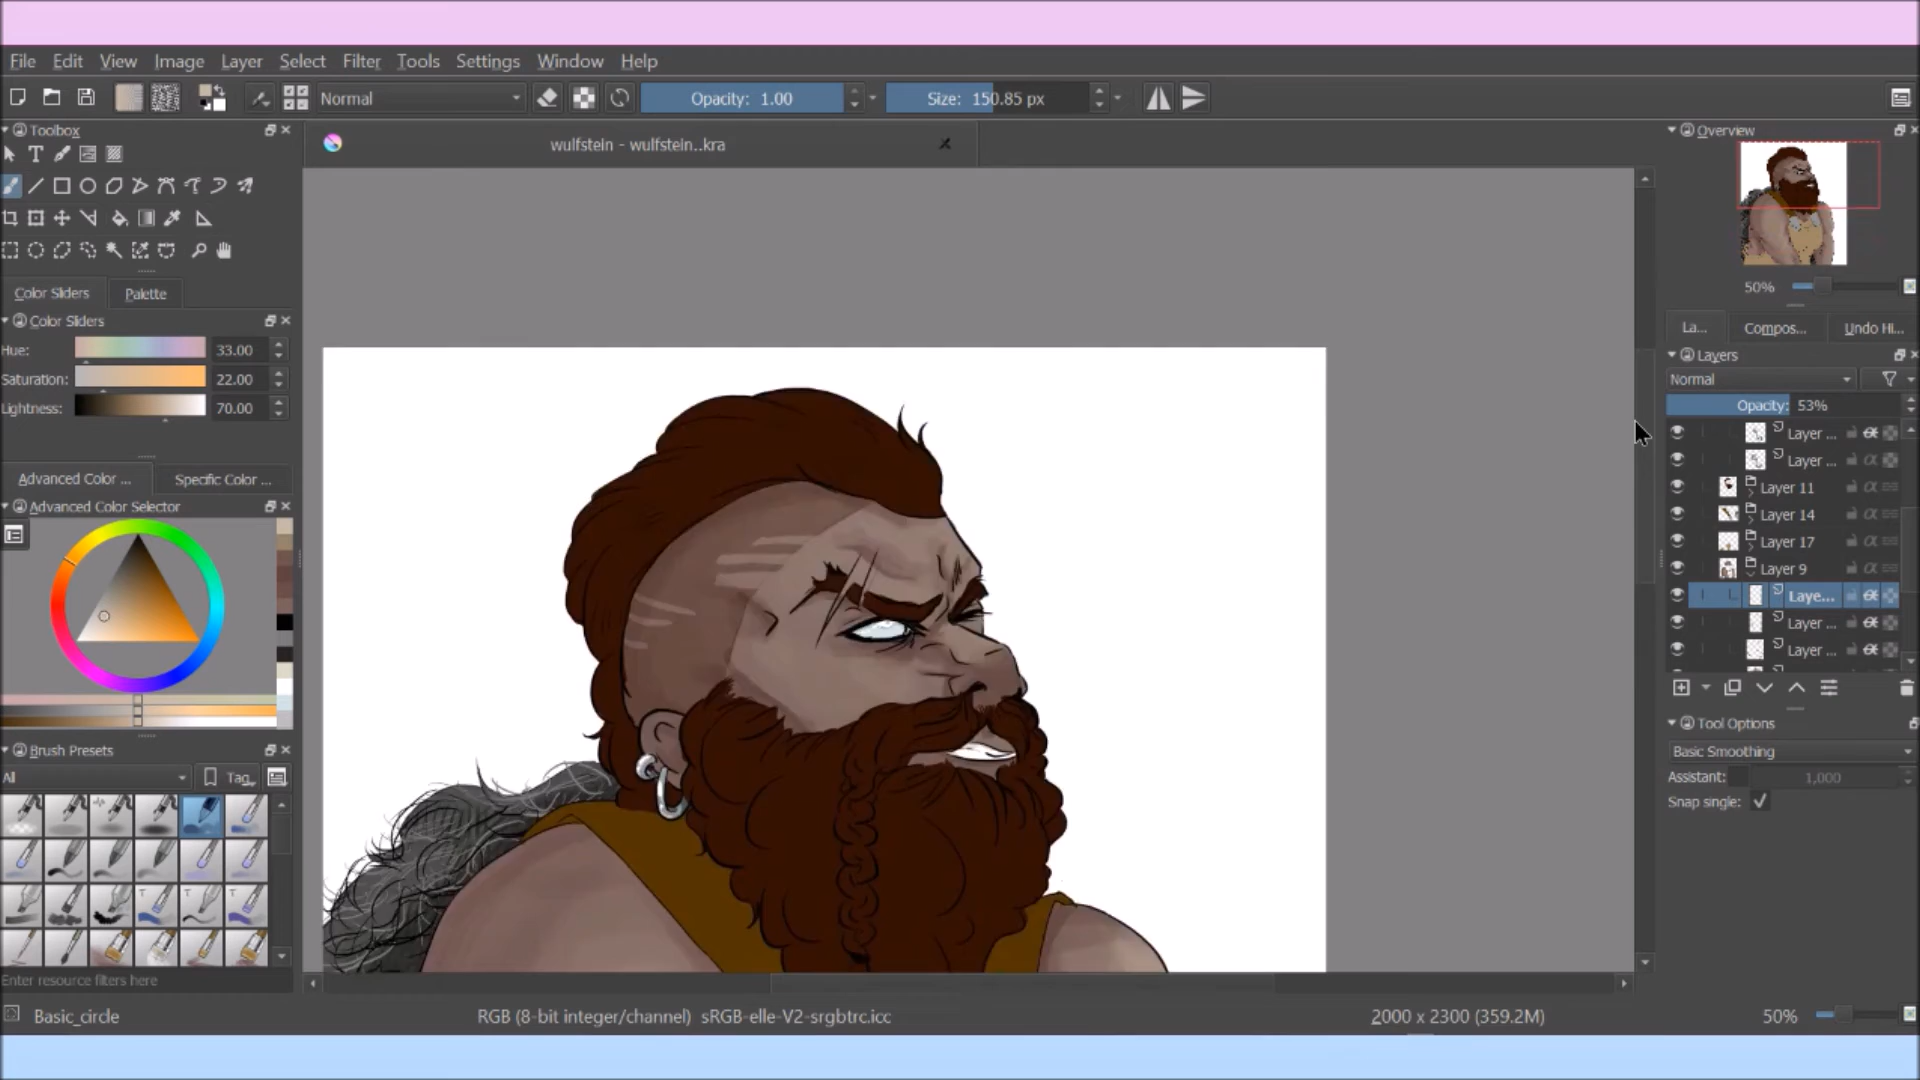 File Edit View Image Layer Select Filter Tools Settings Window Help
Normal Opacity: 1.00 Size: 150.85 px
Toolbox
wulfstein - wulfstein..kra
Overview
T
Color Sliders Palette
50%
Color Sliders
La... Compos... Undo Hi...
Hue: 33.00
Layers
Saturation: 22.00
Normal
Lightness: 70.00
Opacity: 53%
Layer ...
Layer ...
Advanced Color ... Specific Color ...
Layer 11
Advanced Color Selector
Layer 14
Layer 17
Layer 9
Laye...
Layer ...
Layer ...
Brush Presets
Tool Options
All Tag
Basic Smoothing
Assistant: 1,000
Snap single:
Enter resource filters here
Basic_circle RGB (8-bit integer/channel) sRGB-elle-V2-srgbtrc.icc 2000 x 2300 (359.2M) 50%